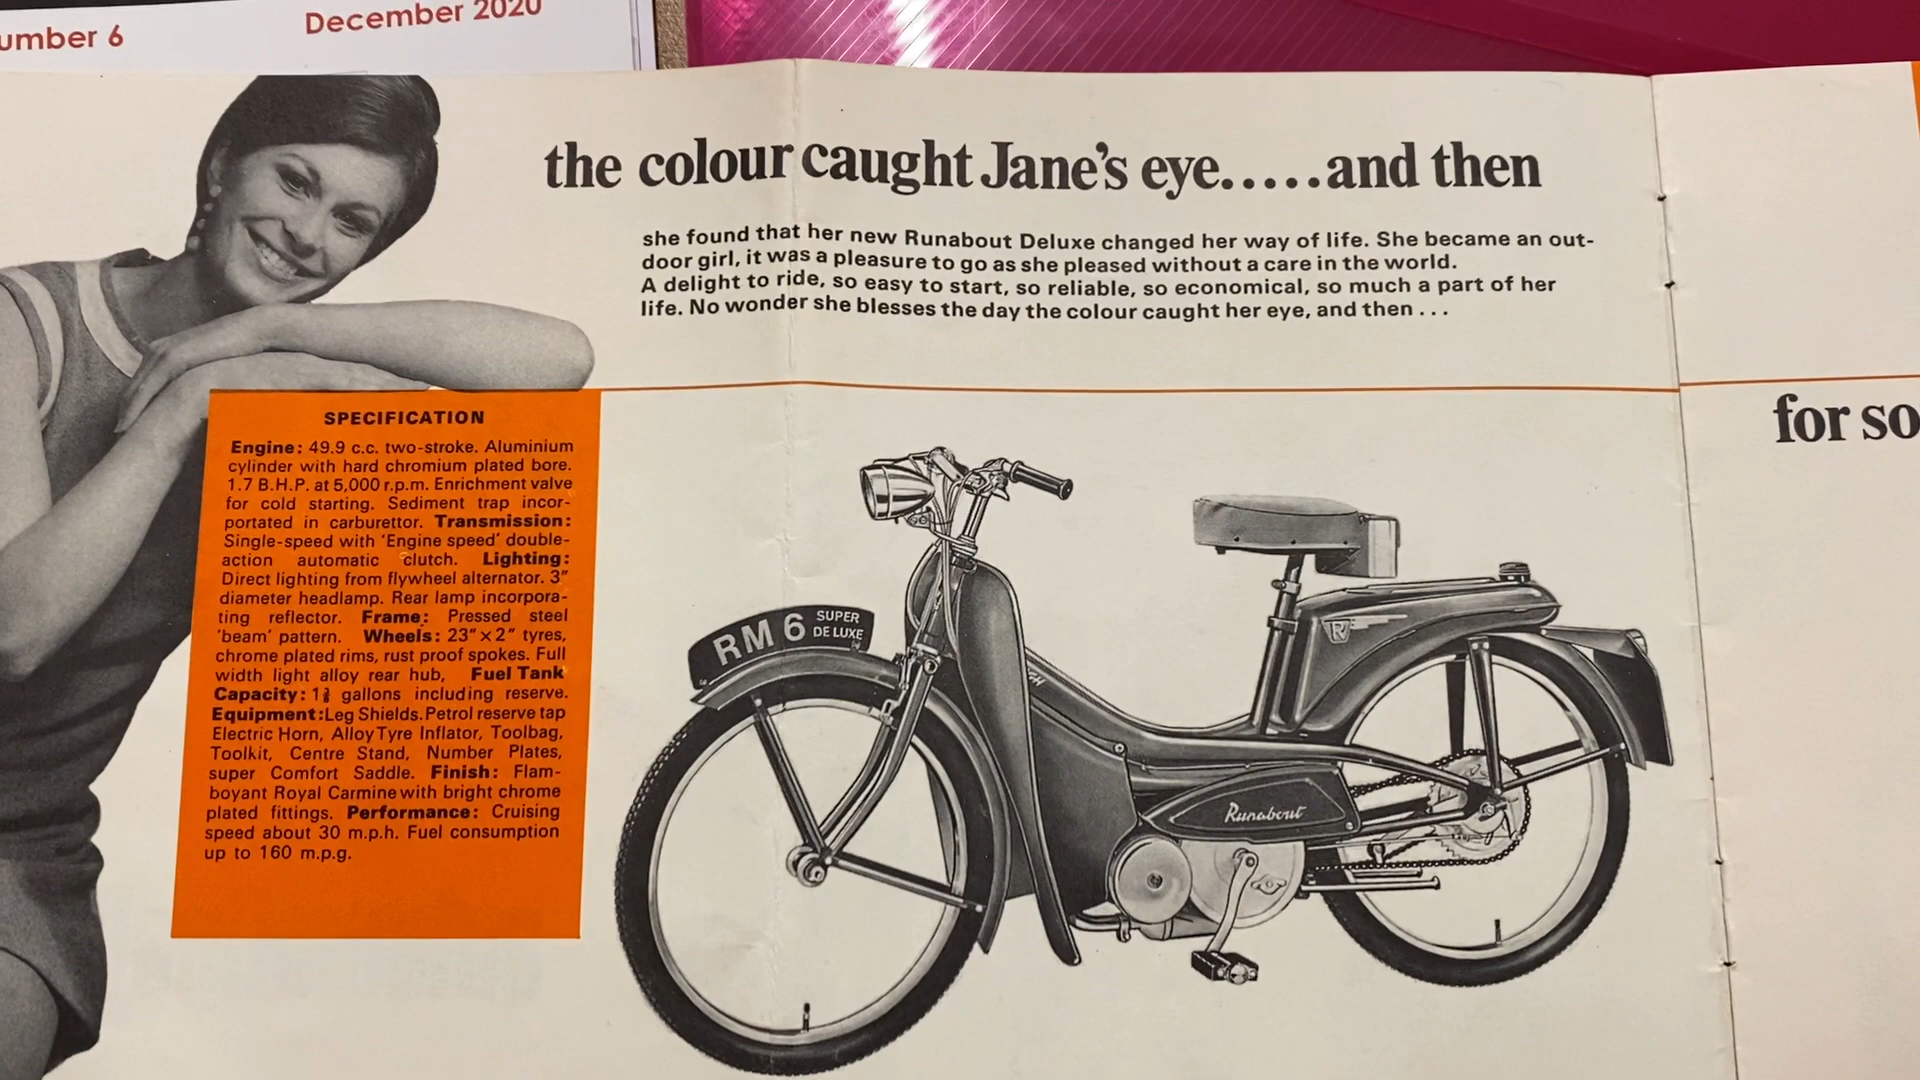 umber 6
December 2020
the colour caught Jane's eye.....and then
she found that her new Runabout Deluxe changed her way of life. She became an out-
door girl, it was a pleasure to go as she pleased without a care in the world.
A delight to ride, so easy to start, so reliable, so economical, so much a part of her
life. No wonder she blesses the day the colour caught her eye, and then ...
SPECIFICATION
Engine: 49.9 c.c. two-stroke. Aluminium
cylinder with hard chromium plated bore.
1.7 B.H.P. at 5,000 r.p.m. Enrichment valve
for cold starting. Sediment trap incor-
portated in carburettor. Transmission:
Single-speed with 'Engine speed' double-
action automatic clutch. Lighting:
Direct lighting from flywheel alternator. 3"
diameter headlamp. Rear lamp incorpora-
ting reflector. Frame: Pressed steel
'beam' pattern. Wheels: 23" × 2" tyres,
chrome plated rims, rust proof spokes. Full
width light alloy rear hub, Fuel Tank
Capacity: 1¾ gallons including reserve.
Equipment: Leg Shields. Petrol reserve tap
Electric Horn, Alloy Tyre Inflator, Toolbag,
Toolkit, Centre Stand, Number Plates,
super Comfort Saddle. Finish: Flam-
boyant Royal Carmine with bright chrome
plated fittings. Performance: Cruising
speed about 30 m.p.h. Fuel consumption
up to 160 m.p.g.
RM 6 SUPER
DE LUXE
R
GH
Runabout
for so